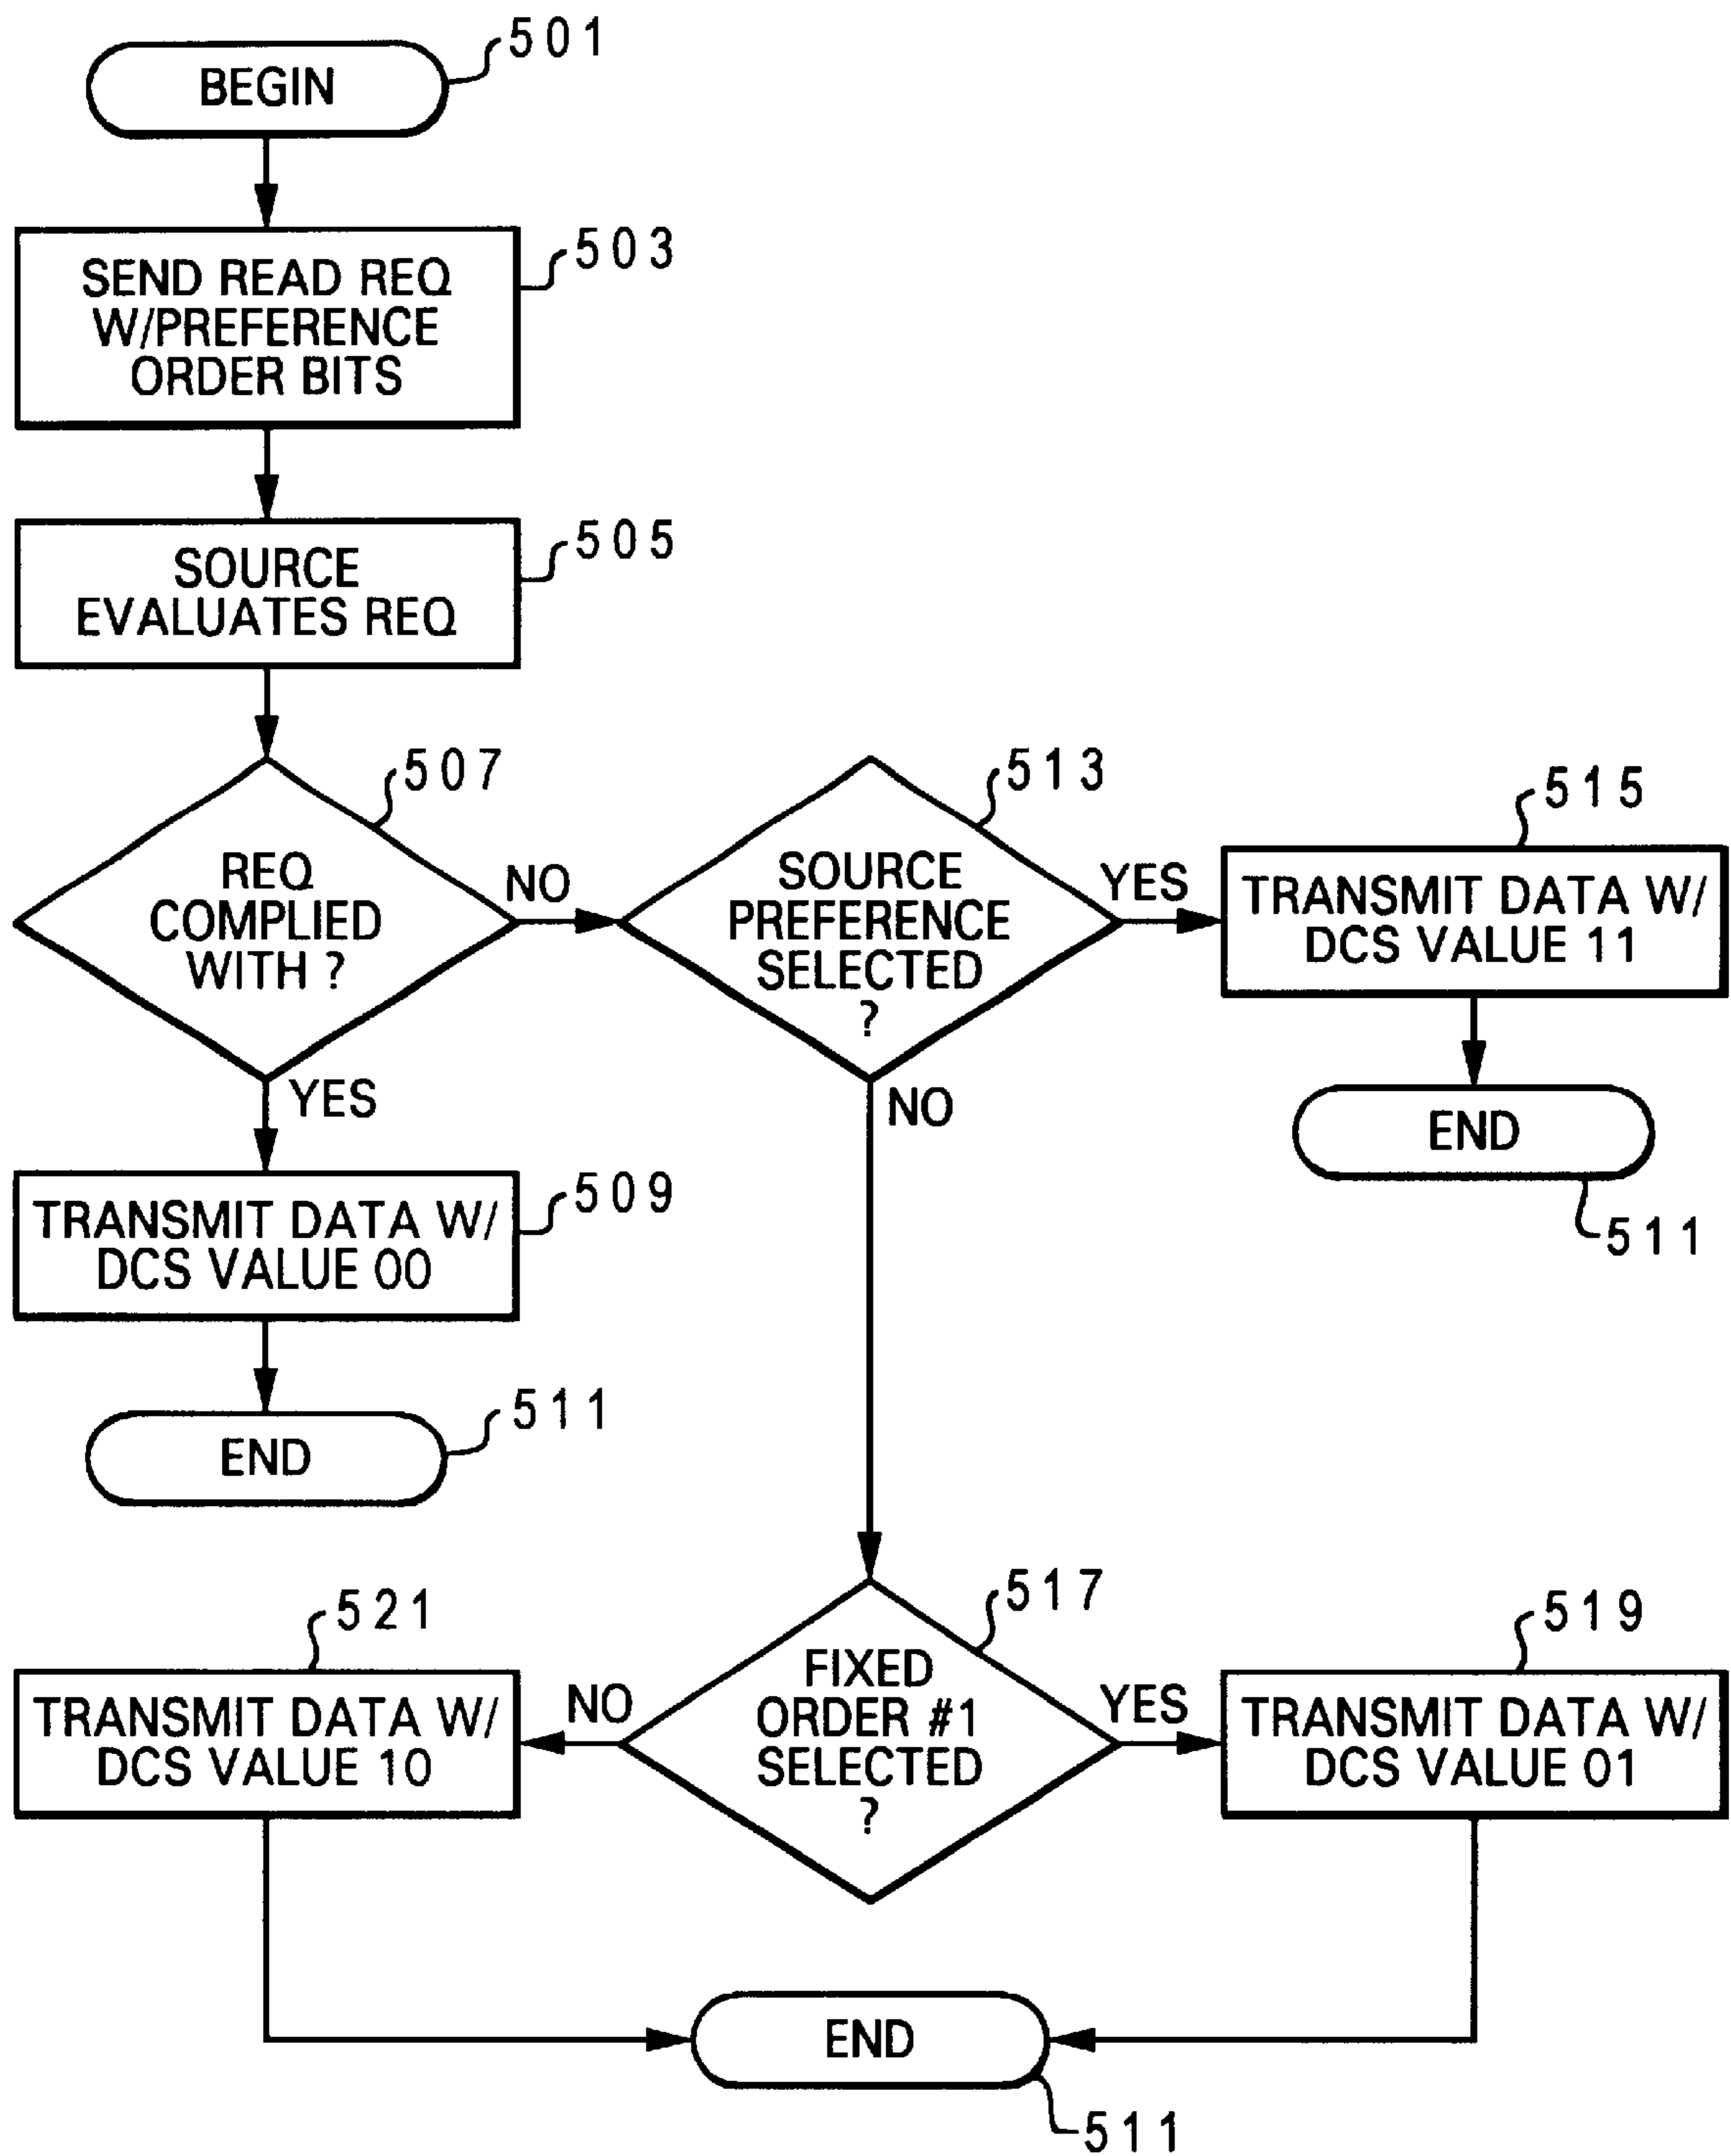 501
BEGIN
503
SEND READ REQ
W/PREFERENCE
ORDER BITS
505
SOURCE
EVALUATES REQ
507
REQ
COMPLIED
WITH ?
NO
YES
513
SOURCE
PREFERENCE
SELECTED
?
YES
NO
515
TRANSMIT DATA W/
DCS VALUE 11
END
511
509
TRANSMIT DATA W/
DCS VALUE 00
END
511
517
FIXED
ORDER #1
SELECTED
?
NO
YES
521
TRANSMIT DATA W/
DCS VALUE 10
519
TRANSMIT DATA W/
DCS VALUE 01
END
511